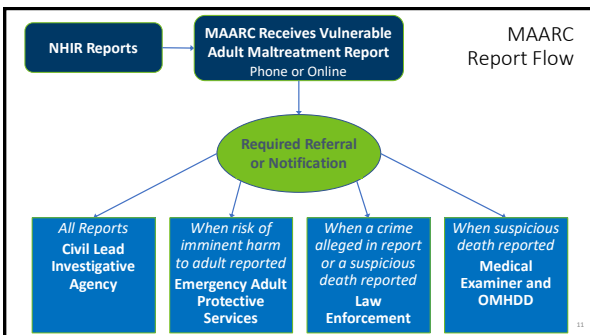 MAARC
Report Flow
NHIR Reports
MAARC Receives Vulnerable
Adult Maltreatment Report
Phone or Online
Required Referral
or Notification
All Reports
Civil Lead
Investigative
Agency
When risk of
imminent harm
to adult reported
Emergency Adult
Protective
Services
When a crime
alleged in report
or a suspicious
death reported
Law
Enforcement
When suspicious
death reported
Medical
Examiner and
OMHDD
11